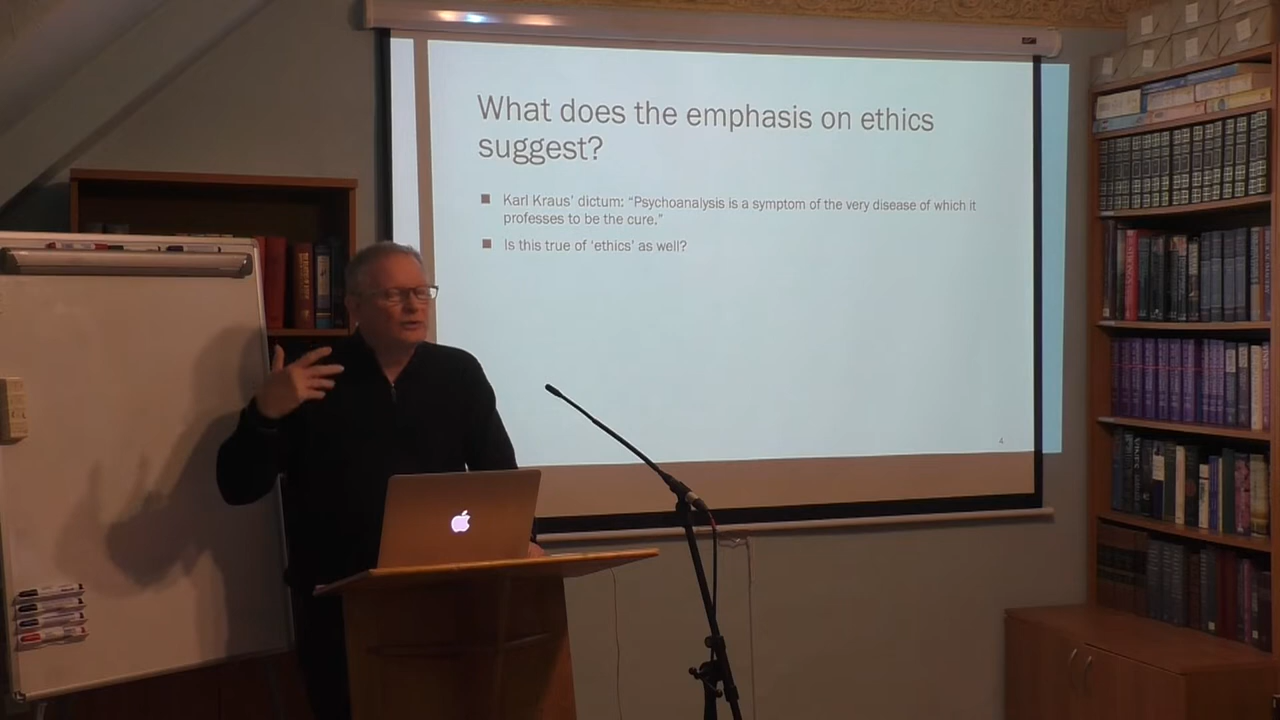 What does the emphasis on ethics
suggest?
Karl Kraus’ dictum: “Psychoanalysis is a symptom of the very disease of which it
professes to be the cure.”
Is this true of ‘ethics’ as well?
4